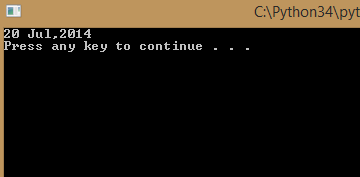 C:\Python34\pyt
20 Jul,2014
Press any key to continue . . .